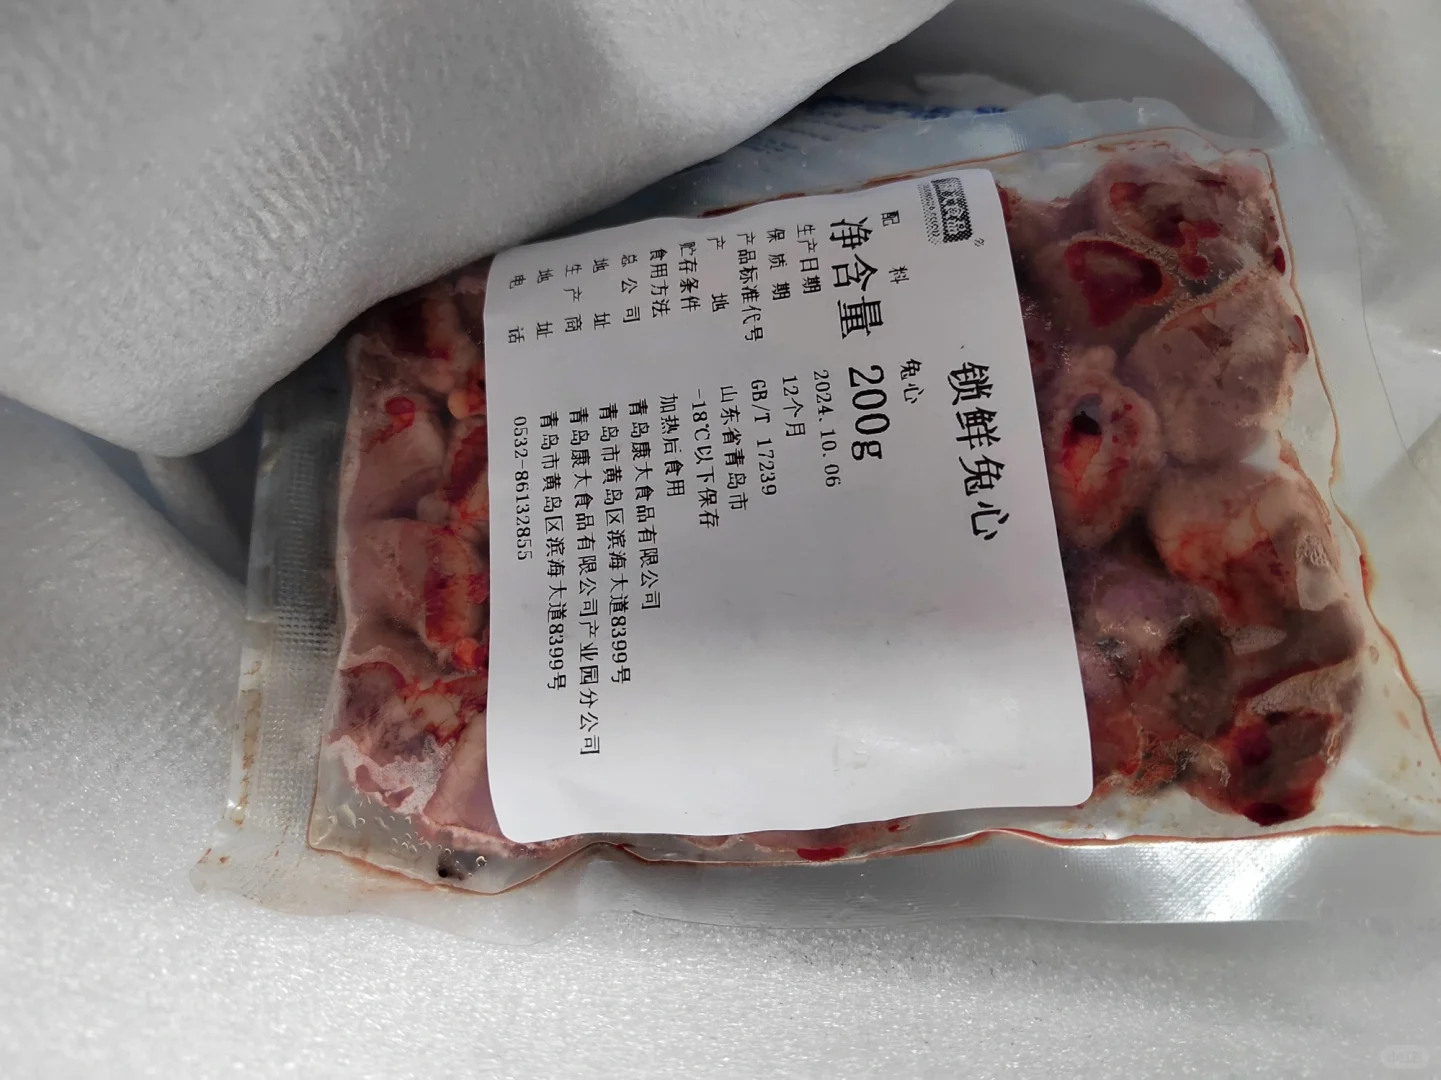 锁鲜兔心
配料 兔心
净含量 200g
生产日期 2024.10.06
保质期 12个月
产品标准代号 GB/T 17239
产地 山东省青岛市
贮存条件 -18℃以下保存
食用方法 加热后食用
总公司 青岛康大食品有限公司
地址 青岛市黄岛区滨海大道8399号
生产商 青岛康大食品有限公司产业园分公司
地址 青岛市黄岛区滨海大道8399号
电话 0532-86132855